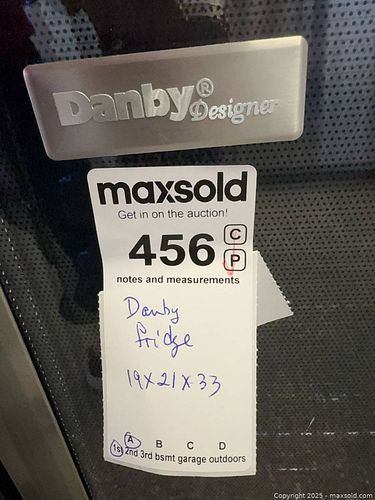 Danby® Designer
maxsold
Get in on the auction!
456 C
P
notes and measurements
Danby
fridge
19x21x33
A B C D
1st 2nd 3rd bsmt garage outdoors
Copyright 2025 - maxsold.com